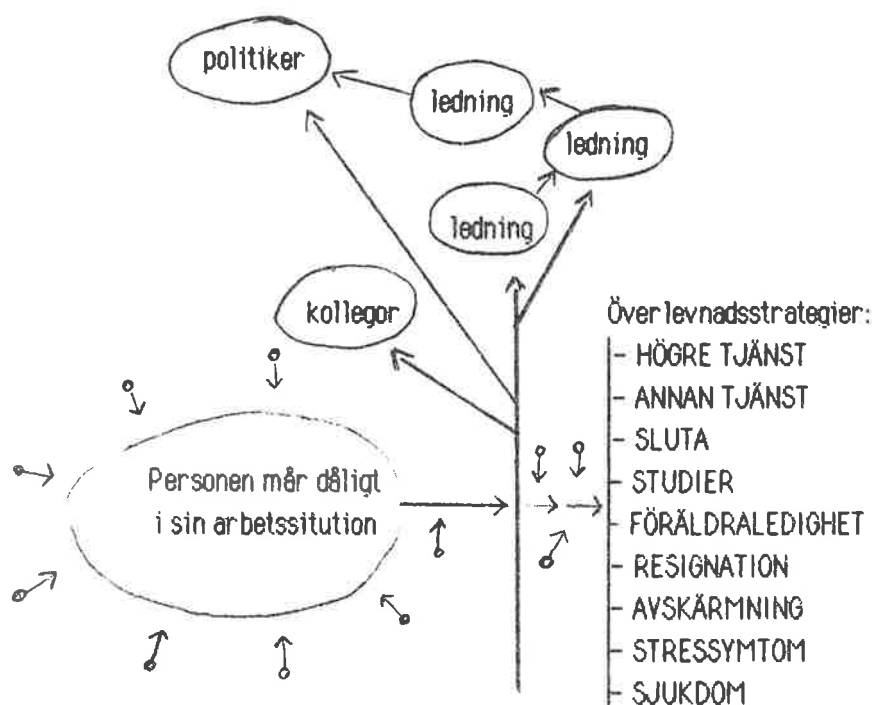 politiker
ledning
ledning
ledning
kollegor
Överlevnadsstrategier:
- HÖGRE TJÄNST
- ANNAN TJÄNST
- SLUTA
- STUDIER
- FÖRÄLDRALEDIGHET
- RESIGNATION
- AVSKÄRMNING
- STRESSYMTOM
- SJUKDOM
Personen mår dåligt
i sin arbetssitution